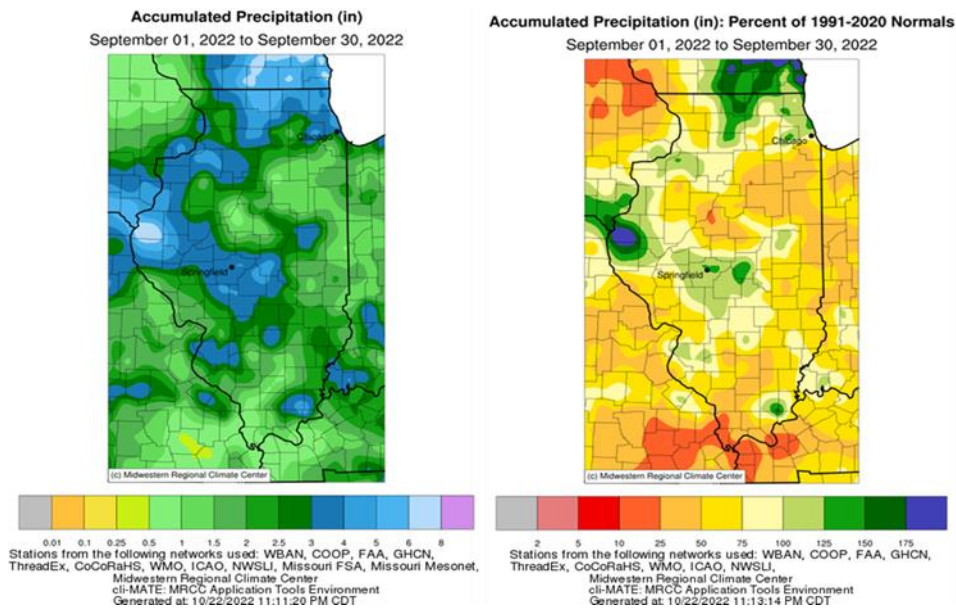 Accumulated Precipitation (in)
September 01, 2022 to September 30, 2022
Chicago
Springfield
(c) Midwestern Regional Climate Center
0.01 0.1 0.25 0.5 1 1.5 2 2.5 3 4 5 6 8
Stations from the following networks used: WBAN, COOP, FAA, GHCN,
ThreadEx, CoCoRaHS, WMO, ICAO, NWSLI, Missouri FSA, Missouri Mesonet,
Midwestern Regional Climate Center
cli-MATE: MRCC Application Tools Environment
Generated at: 10/22/2022 11:11:20 PM CDT
Accumulated Precipitation (in): Percent of 1991-2020 Normals
September 01, 2022 to September 30, 2022
Chicago
Springfield
(c) Midwestern Regional Climate Center
2 5 10 25 50 75 100 125 150 175
Stations from the following networks used: WBAN, COOP, FAA, GHCN,
ThreadEx, CoCoRaHS, WMO, ICAO, NWSLI,
Midwestern Regional Climate Center
cli-MATE: MRCC Application Tools Environment
Generated at: 10/22/2022 11:13:14 PM CDT